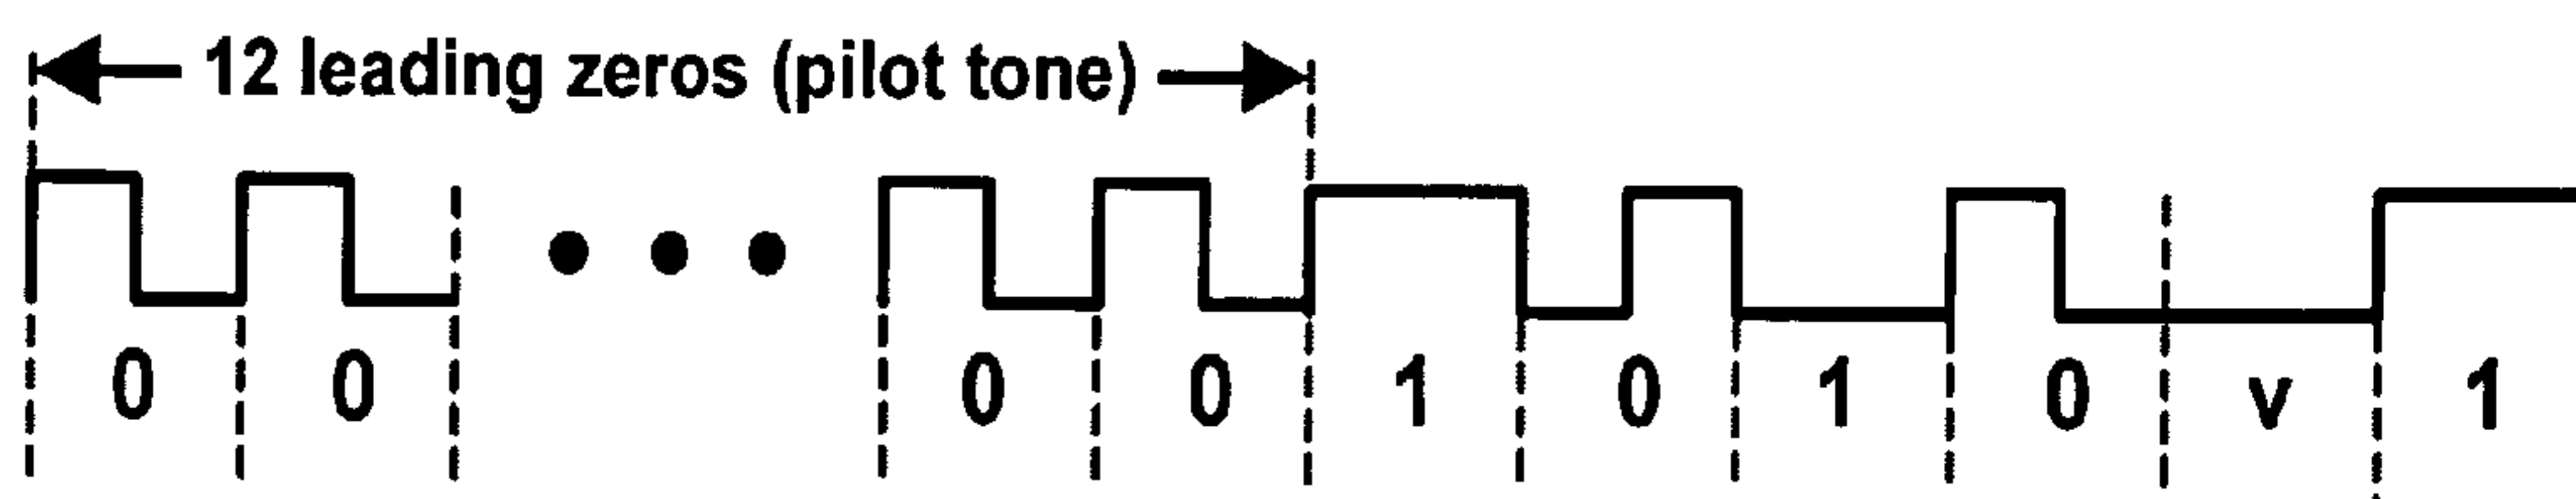 12 leading zeros (pilot tone)
0 0 0 0 1 0 1 0 v 1